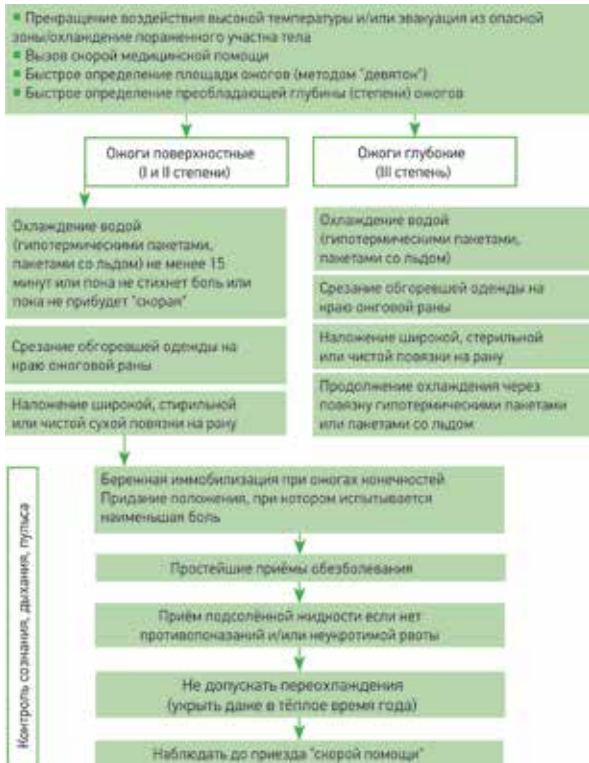 ▪ Прекращение воздействия высокой температуры и/или эвакуация из опасной
зоны/охлаждение пораженного участка тела
▪ Вызов скорой медицинской помощи
▪ Быстрое определение площади ожогов (методом "девяток")
▪ Быстрое определение преобладающей глубины (степени) ожогов
Ожоги поверхностные
(I и II степени)
Ожоги глубокие
(III степень)
Охлаждение водой
(гипотермическими пакетами,
пакетами со льдом) не менее 15
минут или пока не стихнет боль или
пока не прибудет "скорая"
Срезание обгоревшей одежды на
краю ожоговой раны
Наложение широкой, стирильной
или чистой сухой повязки на рану
Охлаждение водой
(гипотермическими пакетами,
пакетами со льдом)
Срезание обгоревшей одежды на
краю онговой раны
Наложение широкой, стерильной
или чистой повязки на рану
Продолжение охлаждения через
повязку гипотермическими пакетами
или пакетами со льдом
Контроль сознания, дыхания, пульса
Бережная иммобилизация при ожогах конечностей
Придание положения, при котором испытывается
наименьшая боль
Простейшие приёмы обезболевания
Приём подсолённой жидкости если нет
противопоказаний и/или неукротимой рвоты
Не допускать переохлаждения
(укрыть даже в тёплое время года)
Наблюдать до приезда "скорой помощи"